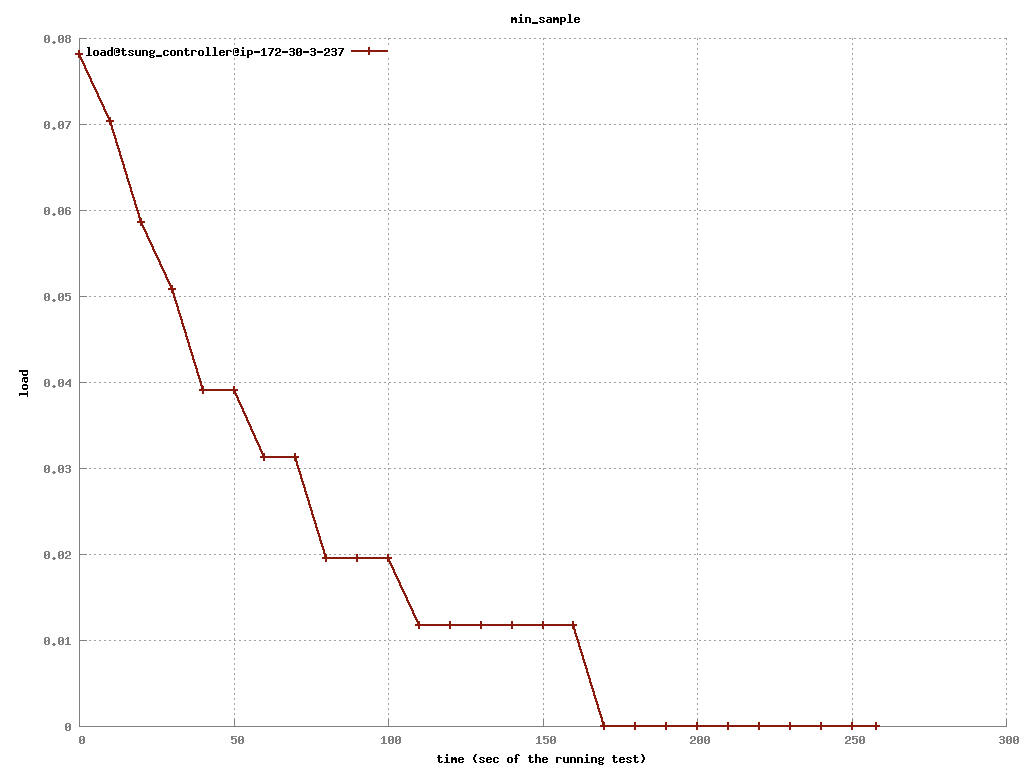 min_sample
load@tsung_controller@ip-172-30-3-237
0.08
0.07
0.06
0.05
0.04
0.03
0.02
0.01
0
load
0 50 100 150 200 250 300
time (sec of the running test)